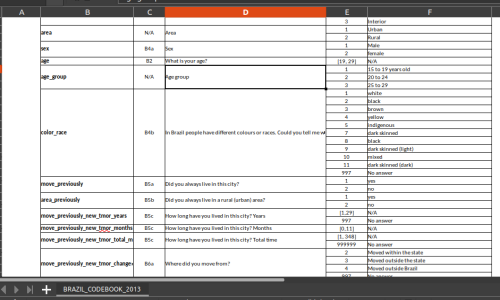 A B C D E F
3 Interior
area N/A Area 1 Urban
2 Rural
sex B4a Sex 1 Male
2 female
age B2 What is your age? [19, 29] N/A
age_group N/A Age group 1 15 to 19 years old
2 20 to 24
3 25 to 29
color_race B4b In Brazil people have different colours or races. Could you tell me w 1 white
2 black
3 brown
4 yellow
5 indigenous
7 dark skinned
8 black
9 dark skinned (light)
10 mixed
11 dark skinned (dark)
997 No answer
move_previously B5a Did you always live in this city? 1 yes
2 no
area_previously B5b Did you always live in a rural (urban) area? 1 yes
2 no
move_previously_new_tmor_years B5c How long have you lived in this city? Years [1,29] N/A
997 No answer
move_previously_new_tmor_months B5c How long have you lived in this city? Months [0,11] N/A
move_previously_new_tmor_total_m B5c How long have you lived in this city? Total time [1, 348] N/A
999999 No answer
move_previously_new_tmor_change B6a Where did you move from? 2 Moved within the state
3 Moved outside the state
4 Moved outside Brazil
997 No answer
BRAZIL_CODEBOOK_2013